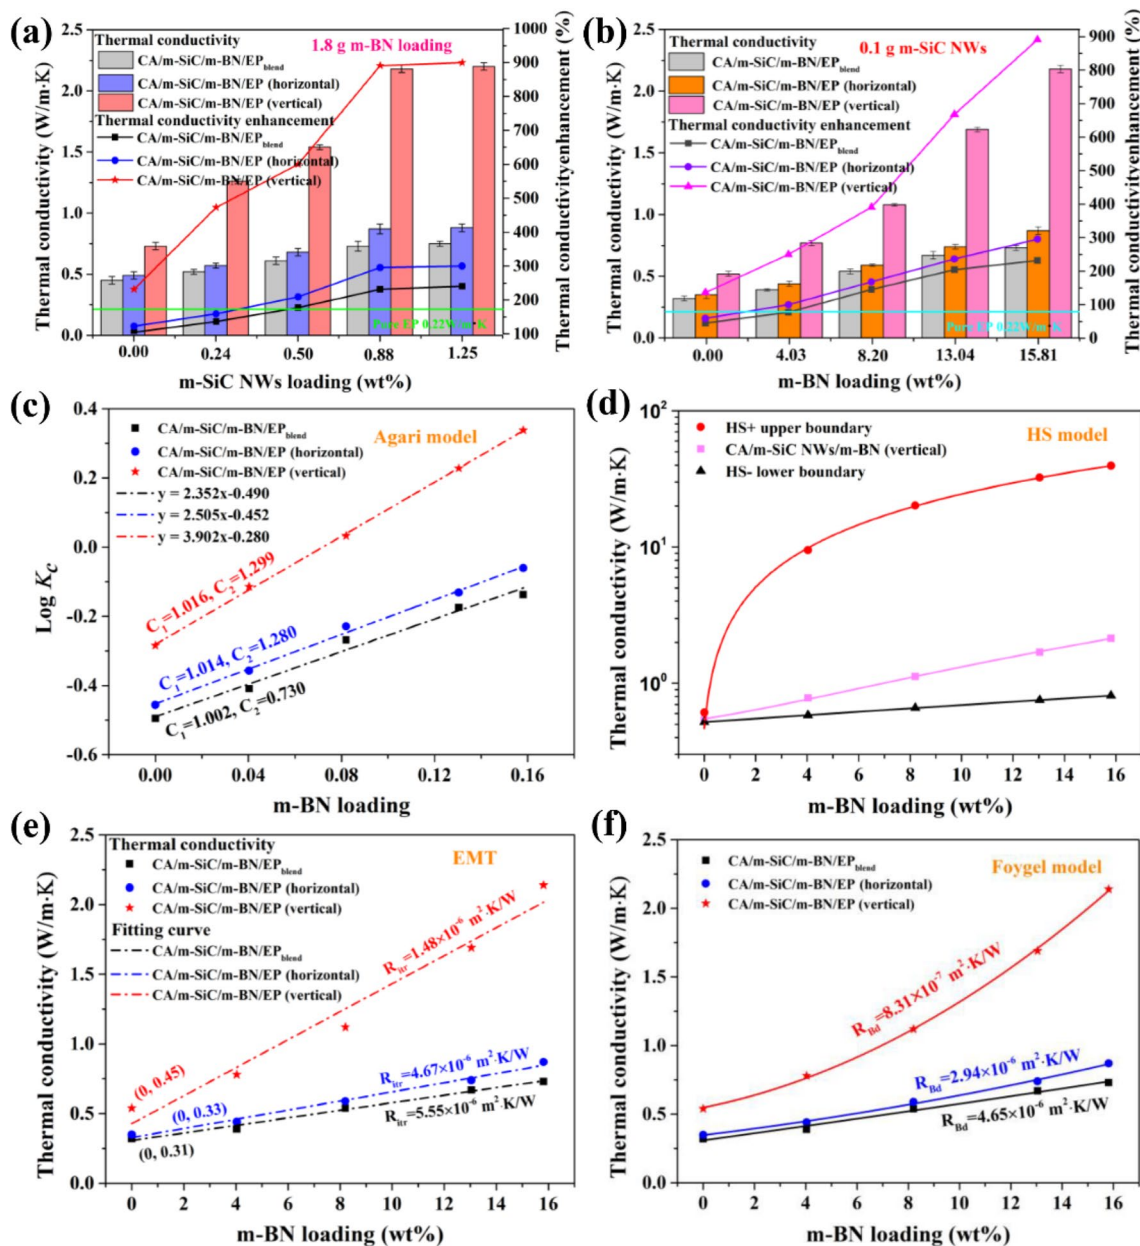 (a)
Thermal conductivity
1.8 g m-BN loading
CA/m-SiC/m-BN/EPblend
CA/m-SiC/m-BN/EP (horizontal)
CA/m-SiC/m-BN/EP (vertical)
Thermal conductivity enhancement
CA/m-SiC/m-BN/EPblend
CA/m-SiC/m-BN/EP (horizontal)
CA/m-SiC/m-BN/EP (vertical)
Pure EP 0.22W/m·K
Thermal conductivity (W/m·K)
2.5
2.0
1.5
1.0
0.5
0.0
Thermal conductivityenhancement (%)
1000
900
800
700
600
500
400
300
200
100
0.00 0.24 0.50 0.88 1.25
m-SiC NWs loading (wt%)
(b)
Thermal conductivity
0.1 g m-SiC NWs
CA/m-SiC/m-BN/EPblend
CA/m-SiC/m-BN/EP (horizontal)
CA/m-SiC/m-BN/EP (vertical)
Thermal conductivity enhancement
CA/m-SiC/m-BN/EPblend
CA/m-SiC/m-BN/EP (horizontal)
CA/m-SiC/m-BN/EP (vertical)
Pure EP 0.22W/m·K
Thermal conductivity (W/m·K)
2.5
2.0
1.5
1.0
0.5
0.0
Thermal conductivityenhancement (%)
900
800
700
600
500
400
300
200
100
0
0.00 4.03 8.20 13.04 15.81
m-BN loading (wt%)
(c)
CA/m-SiC/m-BN/EPblend
Agari model
CA/m-SiC/m-BN/EP (horizontal)
CA/m-SiC/m-BN/EP (vertical)
y = 2.352x-0.490
y = 2.505x-0.452
y = 3.902x-0.280
C1=1.016, C2=1.299
C1=1.014, C2=1.280
C1=1.002, C2=0.730
Log Kc
0.4
0.2
0.0
-0.2
-0.4
-0.6
0.00 0.04 0.08 0.12 0.16
m-BN loading
(d)
HS+ upper boundary
HS model
CA/m-SiC NWs/m-BN (vertical)
HS- lower boundary
Thermal conductivity (W/m·K)
10^2
10^1
10^0
0 2 4 6 8 10 12 14 16
m-BN loading (wt%)
(e)
Thermal conductivity
EMT
CA/m-SiC/m-BN/EPblend
CA/m-SiC/m-BN/EP (horizontal)
CA/m-SiC/m-BN/EP (vertical)
Fitting curve
CA/m-SiC/m-BN/EPblend
CA/m-SiC/m-BN/EP (horizontal)
CA/m-SiC/m-BN/EP (vertical)
Ritr=1.48×10^-6 m^2·K/W
(0, 0.45)
(0, 0.33)
Ritr=4.67×10^-6 m^2·K/W
Ritr=5.55×10^-6 m^2·K/W
(0, 0.31)
Thermal conductivity (W/m·K)
2.5
2.0
1.5
1.0
0.5
0.0
0 2 4 6 8 10 12 14 16
m-BN loading (wt%)
(f)
CA/m-SiC/m-BN/EPblend
Foygel model
CA/m-SiC/m-BN/EP (horizontal)
CA/m-SiC/m-BN/EP (vertical)
RBd=8.31×10^-7 m^2·K/W
RBd=2.94×10^-6 m^2·K/W
RBd=4.65×10^-6 m^2·K/W
Thermal conductivity (W/m·K)
2.5
2.0
1.5
1.0
0.5
0.0
0 2 4 6 8 10 12 14 16
m-BN loading (wt%)